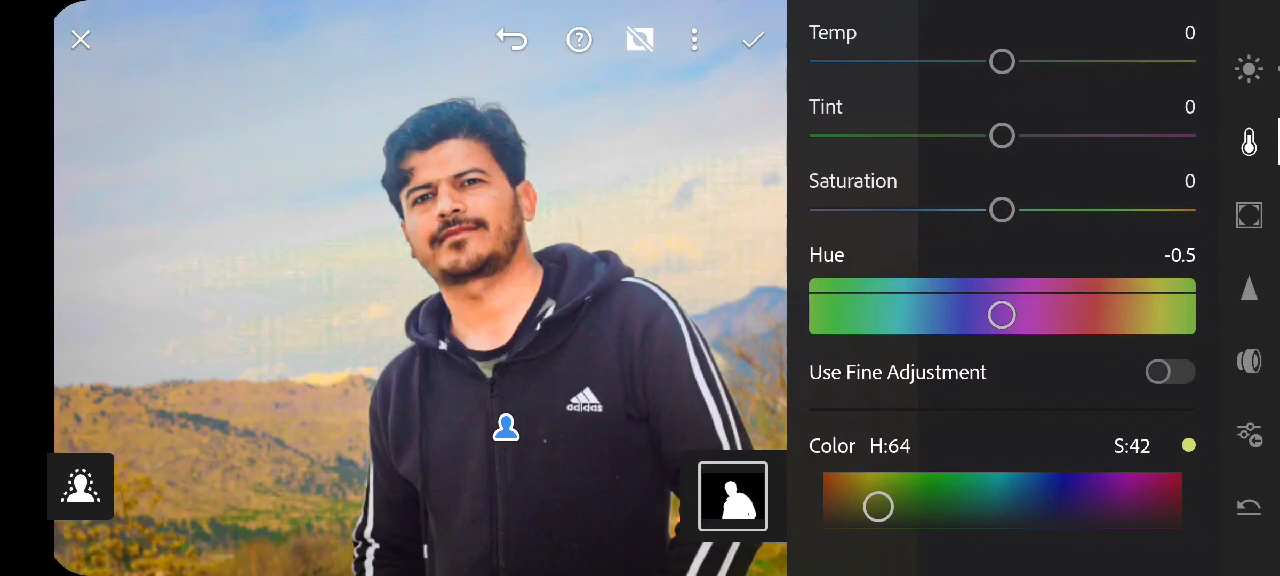 Temp 0
Tint 0
Saturation 0
Hue -0.5
Use Fine Adjustment
Color H:64 S:42
adidas